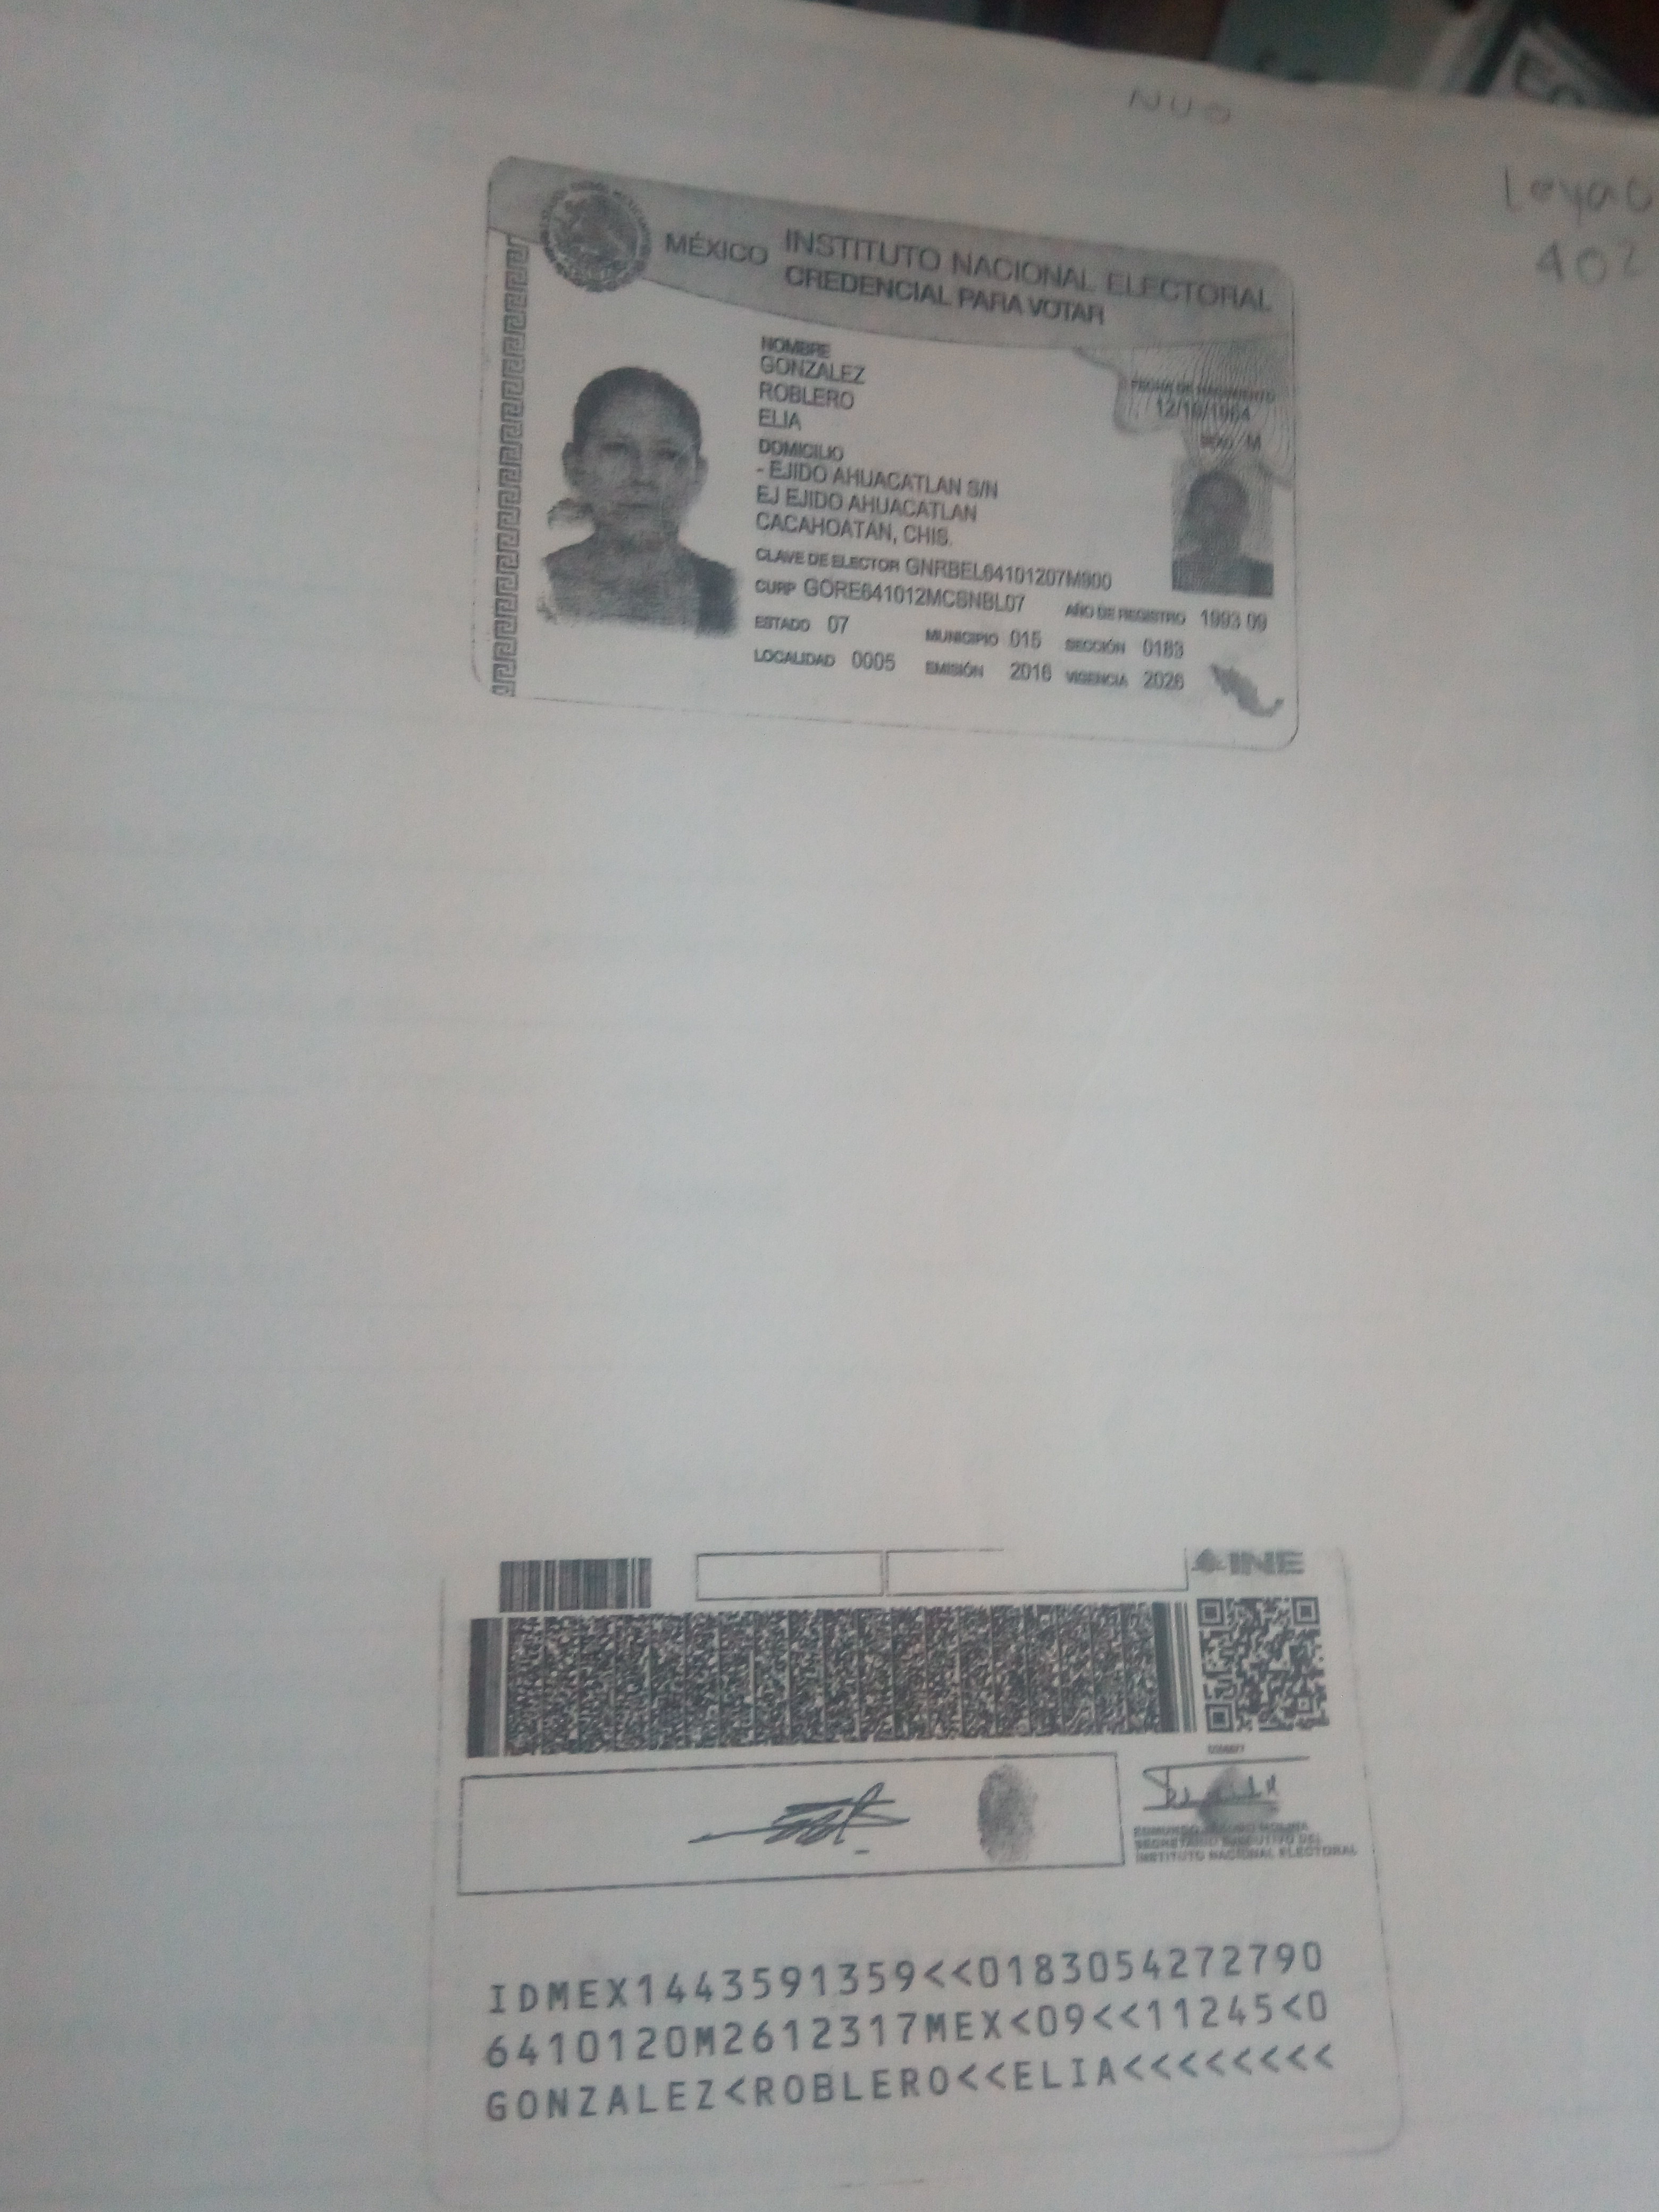 Leyao
402
MÉXICO INSTITUTO NACIONAL ELECTORAL
CREDENCIAL PARA VOTAR
NOMBRE
GONZALEZ
ROBLERO
ELIA
FECHA DE NACIMIENTO
12/10/1964
SEXO M
DOMICILIO
- EJIDO AHUACATLAN S/N
EJ EJIDO AHUACATLAN
CACAHOATAN, CHIS.
CLAVE DE ELECTOR GNRBEL64101207M900
CURP GORE641012MCSNBL07 AÑO DE REGISTRO 1993 09
ESTADO 07 MUNICIPIO 015 SECCIÓN 0183
LOCALIDAD 0005 EMISIÓN 2016 VIGENCIA 2026
INE
EDMUNDO JACOBO MOLINA
SECRETARIO EJECUTIVO DEL
INSTITUTO NACIONAL ELECTORAL
IDMEX1443591359<<0183054272790
6410120M2612317MEX<09<<11245<0
GONZALEZ<ROBLERO<<ELIA<<<<<<<<